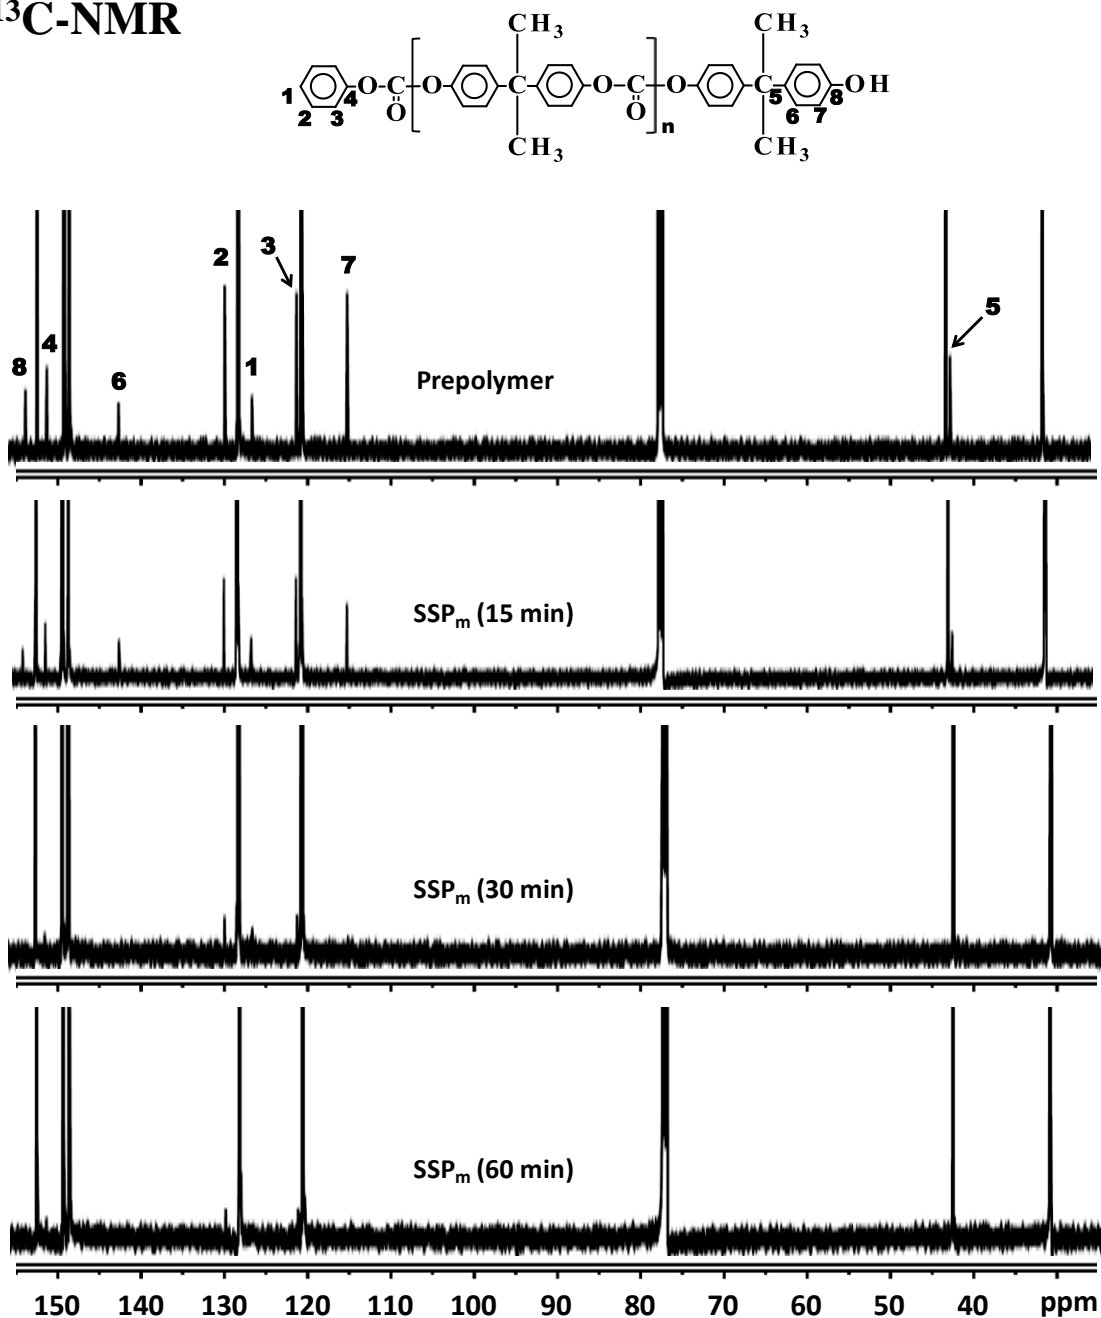 ¹³C-NMR
CH₃ CH₃
1 2 3 4 O C O O C O C O n O C 5 6 7 8 OH
CH₃ CH₃
2 3 7
8 4 6 1 5
Prepolymer
SSPₘ (15 min)
SSPₘ (30 min)
SSPₘ (60 min)
150 140 130 120 110 100 90 80 70 60 50 40 ppm